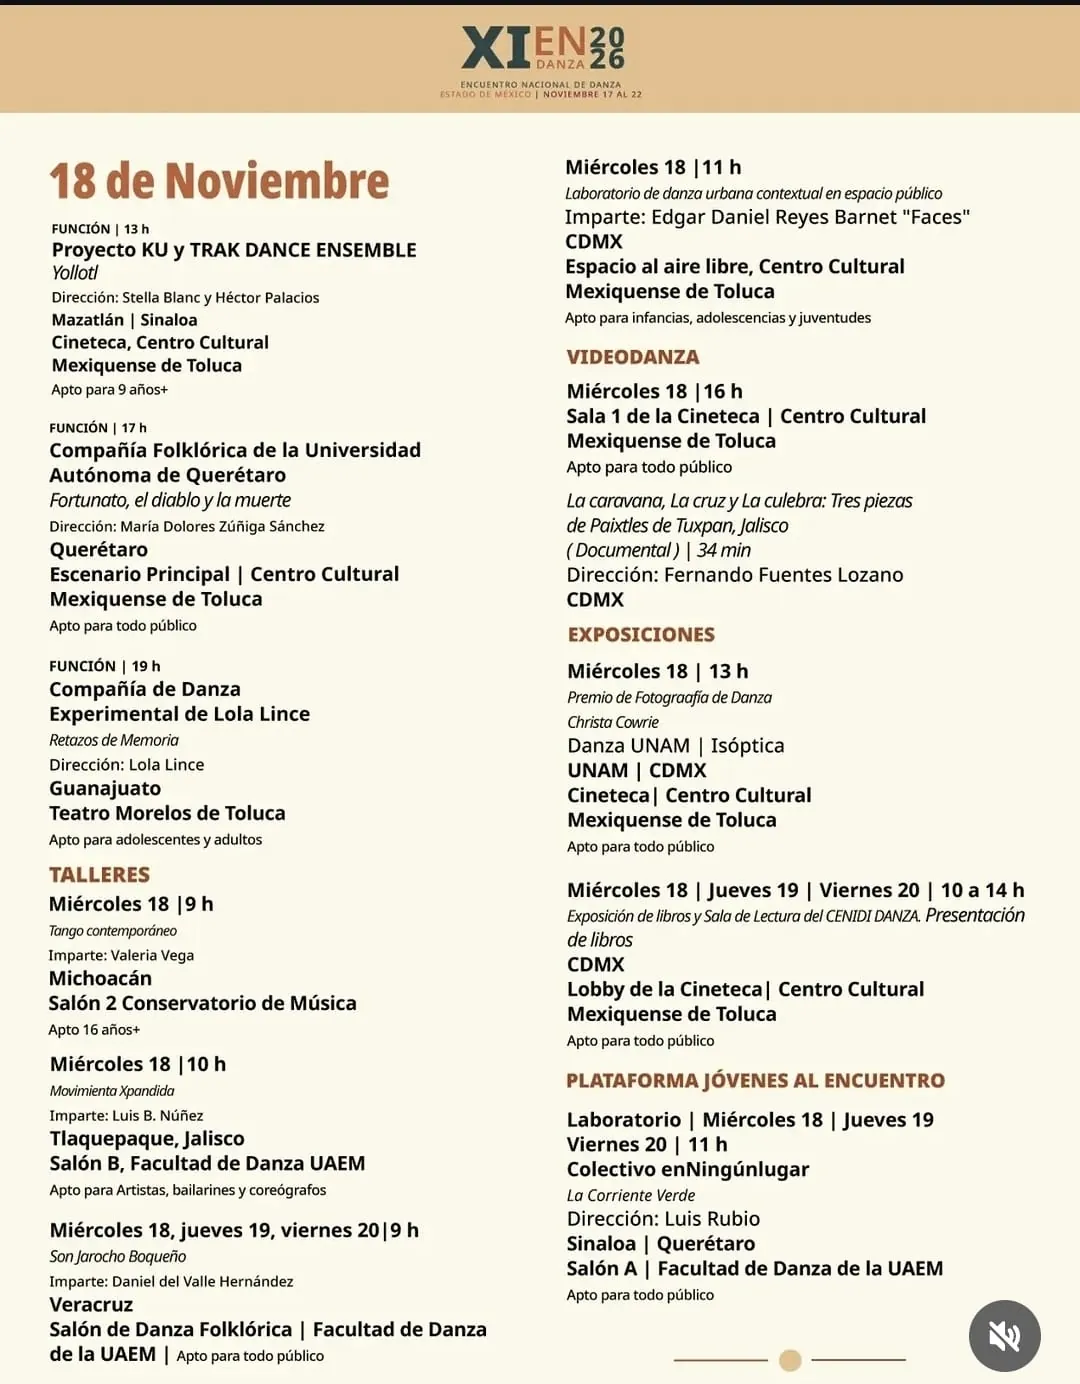 XI EN DANZA 2026
ENCUENTRO NACIONAL DE DANZA
ESTADO DE MÉXICO | NOVIEMBRE 17 AL 22
18 de Noviembre
FUNCIÓN | 13 h
Proyecto KU y TRAK DANCE ENSEMBLE
Yollotl
Dirección: Stella Blanc y Héctor Palacios
Mazatlán | Sinaloa
Cineteca, Centro Cultural
Mexiquense de Toluca
Apto para 9 años+
FUNCIÓN | 17 h
Compañía Folklórica de la Universidad
Autónoma de Querétaro
Fortunato, el diablo y la muerte
Dirección: María Dolores Zúñiga Sánchez
Querétaro
Escenario Principal | Centro Cultural
Mexiquense de Toluca
Apto para todo público
FUNCIÓN | 19 h
Compañía de Danza
Experimental de Lola Lince
Retazos de Memoria
Dirección: Lola Lince
Guanajuato
Teatro Morelos de Toluca
Apto para adolescentes y adultos
TALLERES
Miércoles 18 |9 h
Tango contemporáneo
Imparte: Valeria Vega
Michoacán
Salón 2 Conservatorio de Música
Apto 16 años+
Miércoles 18 |10 h
Movimienta Xpandida
Imparte: Luis B. Núñez
Tlaquepaque, Jalisco
Salón B, Facultad de Danza UAEM
Apto para Artistas, bailarines y coreógrafos
Miércoles 18, jueves 19, viernes 20|9 h
Son Jarocho Boqueño
Imparte: Daniel del Valle Hernández
Veracruz
Salón de Danza Folklórica | Facultad de Danza
de la UAEM | Apto para todo público
Miércoles 18 |11 h
Laboratorio de danza urbana contextual en espacio público
Imparte: Edgar Daniel Reyes Barnet "Faces"
CDMX
Espacio al aire libre, Centro Cultural
Mexiquense de Toluca
Apto para infancias, adolescencias y juventudes
VIDEODANZA
Miércoles 18 |16 h
Sala 1 de la Cineteca | Centro Cultural
Mexiquense de Toluca
Apto para todo público
La caravana, La cruz y La culebra: Tres piezas
de Paixtles de Tuxpan, Jalisco
( Documental ) | 34 min
Dirección: Fernando Fuentes Lozano
CDMX
EXPOSICIONES
Miércoles 18 | 13 h
Premio de Fotograafía de Danza
Christa Cowrie
Danza UNAM | Isóptica
UNAM | CDMX
Cineteca| Centro Cultural
Mexiquense de Toluca
Apto para todo público
Miércoles 18 | Jueves 19 | Viernes 20 | 10 a 14 h
Exposición de libros y Sala de Lectura del CENIDI DANZA. Presentación
de libros
CDMX
Lobby de la Cineteca| Centro Cultural
Mexiquense de Toluca
Apto para todo público
PLATAFORMA JÓVENES AL ENCUENTRO
Laboratorio | Miércoles 18 | Jueves 19
Viernes 20 | 11 h
Colectivo enNingúnlugar
La Corriente Verde
Dirección: Luis Rubio
Sinaloa | Querétaro
Salón A | Facultad de Danza de la UAEM
Apto para todo público